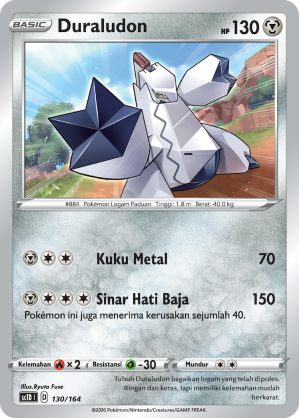 BASIC Duraludon HP 130
#884 Pokémon Logam Paduan Tinggi: 1.8 m Berat: 40.0 kg
Kuku Metal 70
Sinar Hati Baja 150
Pokémon ini juga menerima kerusakan sejumlah 40.
Kelemahan × 2 Resistansi -30 Mundur
Illus.Ryuta Fuse
SC1D I D 130/164
Tubuh Duraludon bagaikan logam yang telah dipoles.
Ringan dan keras, tapi kelemahannya adalah mudah
berkarat.
©2020 Pokémon/Nintendo/Creatures/GAME FREAK.